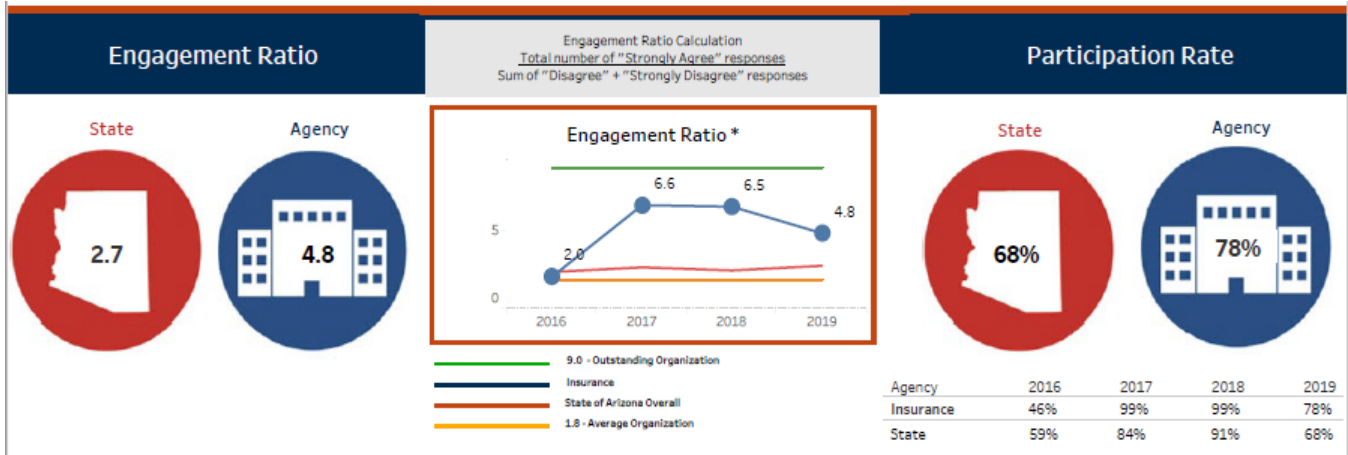 Engagement Ratio
State
Agency
2.7
4.8
Engagement Ratio Calculation
Total number of "Strongly Agree" responses
Sum of "Disagree" + "Strongly Disagree" responses
Engagement Ratio *
6.6
6.5
4.8
5
2.0
0
2016 2017 2018 2019
9.0 - Outstanding Organization
Insurance
State of Arizona Overall
1.8 - Average Organization
Participation Rate
State
Agency
68%
78%
Agency 2016 2017 2018 2019
Insurance 46% 99% 99% 78%
State 59% 84% 91% 68%